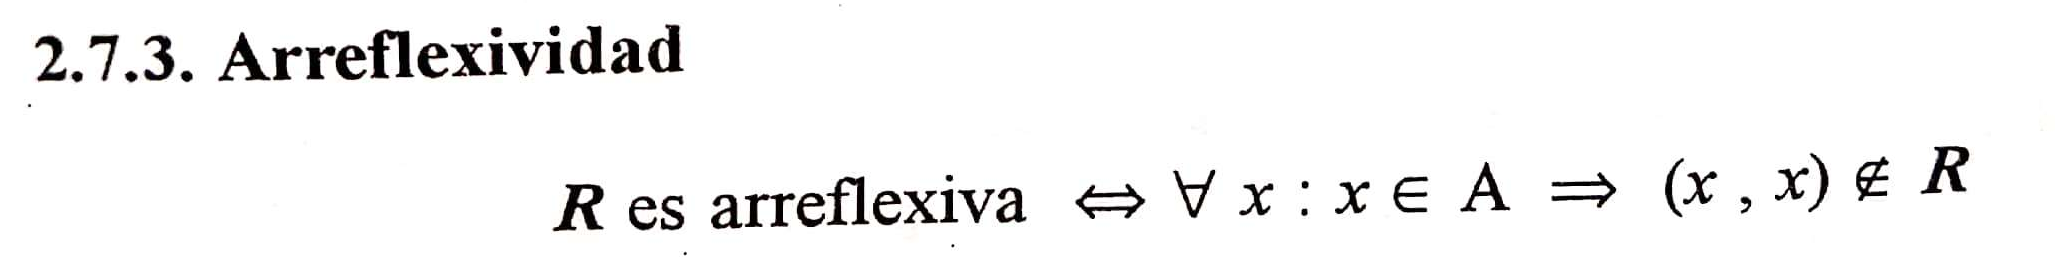 2.7.3. Arreflexividad
R es arreflexiva ⇔ ∀ x : x ∈ A ⇒ (x , x) ∉ R